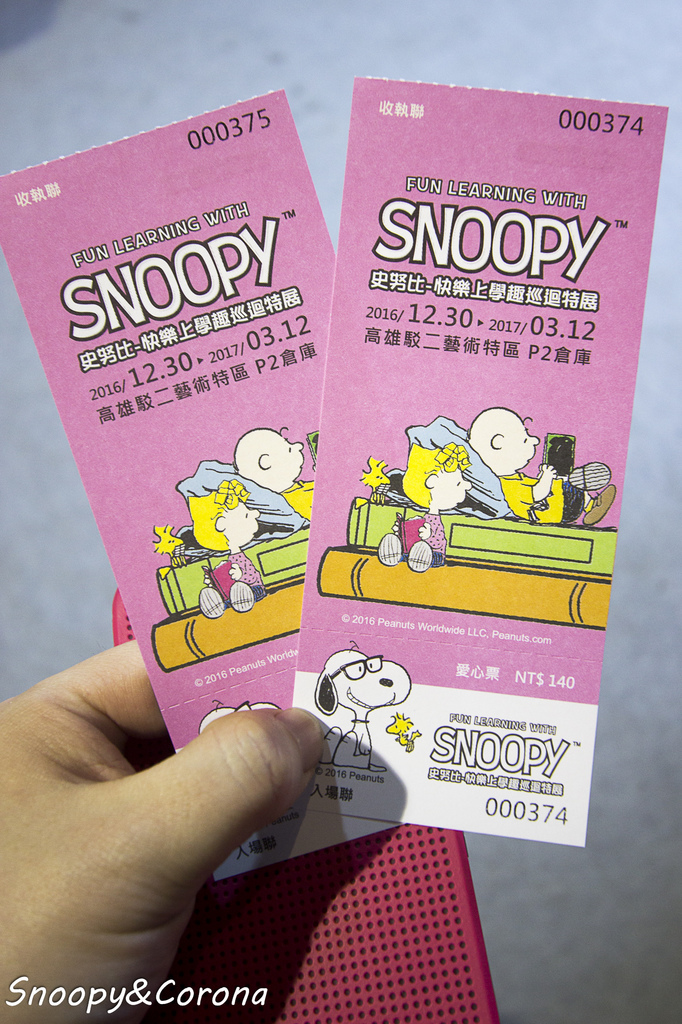 000375
收執聯
FUN LEARNING WITH
SNOOPY™
史努比-快樂上學趣巡迴特展
2016/12.30▸2017/03.12
高雄駁二藝術特區 P2倉庫
© 2016 Peanuts Worldw
入場聯
收執聯
000374
FUN LEARNING WITH
SNOOPY™
史努比-快樂上學趣巡迴特展
2016/12.30▸2017/03.12
高雄駁二藝術特區 P2倉庫
© 2016 Peanuts Worldwide LLC. Peanuts.com
愛心票 NT$ 140
FUN LEARNING WITH
SNOOPY™
史努比-快樂上學趣巡迴特展
000374
© 2016 Peanuts
入場聯
Snoopy&Corona